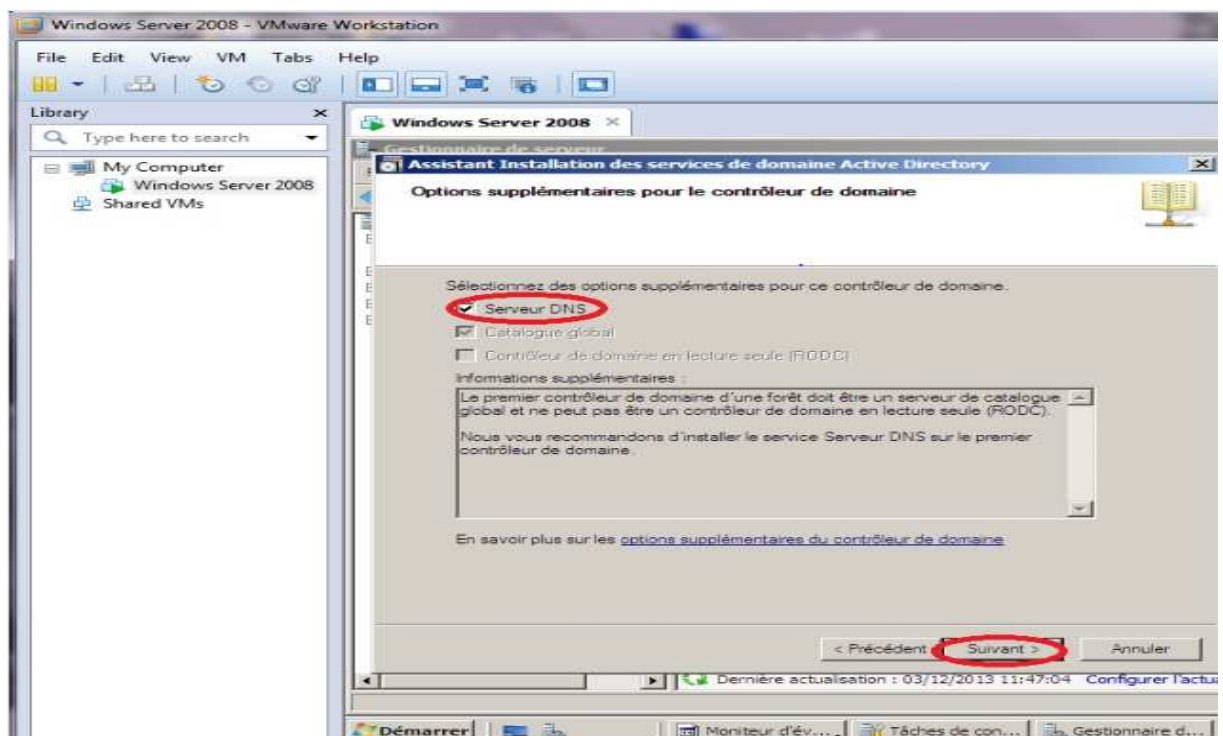 Windows Server 2008 - VMware Workstation
File Edit View VM Tabs Help
Library
Type here to search
My Computer
Windows Server 2008
Shared VMs
Windows Server 2008
Gestionnaire de serveur
Assistant Installation des services de domaine Active Directory
Options supplémentaires pour le contrôleur de domaine
Sélectionnez des options supplémentaires pour ce contrôleur de domaine.
Serveur DNS
Catalogue global
Contrôleur de domaine en lecture seule (RODC)
Informations supplémentaires :
Le premier contrôleur de domaine d'une forêt doit être un serveur de catalogue
global et ne peut pas être un contrôleur de domaine en lecture seule (RODC).
Nous vous recommandons d'installer le service Serveur DNS sur le premier
contrôleur de domaine.
En savoir plus sur les options supplémentaires du contrôleur de domaine
< Précédent Suivant > Annuler
Dernière actualisation : 03/12/2013 11:47:04 Configurer l'actu
Démarrer Moniteur d'év... Tâches de con... Gestionnaire d...